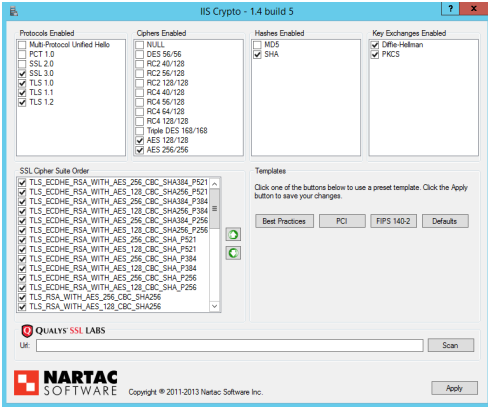 IIS Crypto - 1.4 build 5
? x
Protocols Enabled
Multi-Protocol Unified Hello
PCT 1.0
SSL 2.0
SSL 3.0
TLS 1.0
TLS 1.1
TLS 1.2
Ciphers Enabled
NULL
DES 56/56
RC2 40/128
RC2 56/128
RC2 128/128
RC4 40/128
RC4 56/128
RC4 64/128
RC4 128/128
Triple DES 168/168
AES 128/128
AES 256/256
Hashes Enabled
MD5
SHA
Key Exchanges Enabled
Diffie-Hellman
PKCS
SSL Cipher Suite Order
TLS_ECDHE_RSA_WITH_AES_256_CBC_SHA384_P521
TLS_ECDHE_RSA_WITH_AES_128_CBC_SHA256_P521
TLS_ECDHE_RSA_WITH_AES_256_CBC_SHA384_P384
TLS_ECDHE_RSA_WITH_AES_128_CBC_SHA256_P384
TLS_ECDHE_RSA_WITH_AES_256_CBC_SHA384_P256
TLS_ECDHE_RSA_WITH_AES_128_CBC_SHA256_P256
TLS_ECDHE_RSA_WITH_AES_256_CBC_SHA_P521
TLS_ECDHE_RSA_WITH_AES_128_CBC_SHA_P521
TLS_ECDHE_RSA_WITH_AES_256_CBC_SHA_P384
TLS_ECDHE_RSA_WITH_AES_128_CBC_SHA_P384
TLS_ECDHE_RSA_WITH_AES_256_CBC_SHA_P256
TLS_ECDHE_RSA_WITH_AES_128_CBC_SHA_P256
TLS_RSA_WITH_AES_256_CBC_SHA256
TLS_RSA_WITH_AES_128_CBC_SHA256
Templates
Click one of the buttons below to use a preset template. Click the Apply
button to save your changes.
Best Practices PCI FIPS 140-2 Defaults
QUALYS' SSL LABS
Url:
Scan
NARTAC
SOFTWARE
Copyright © 2011-2013 Nartac Software Inc.
Apply